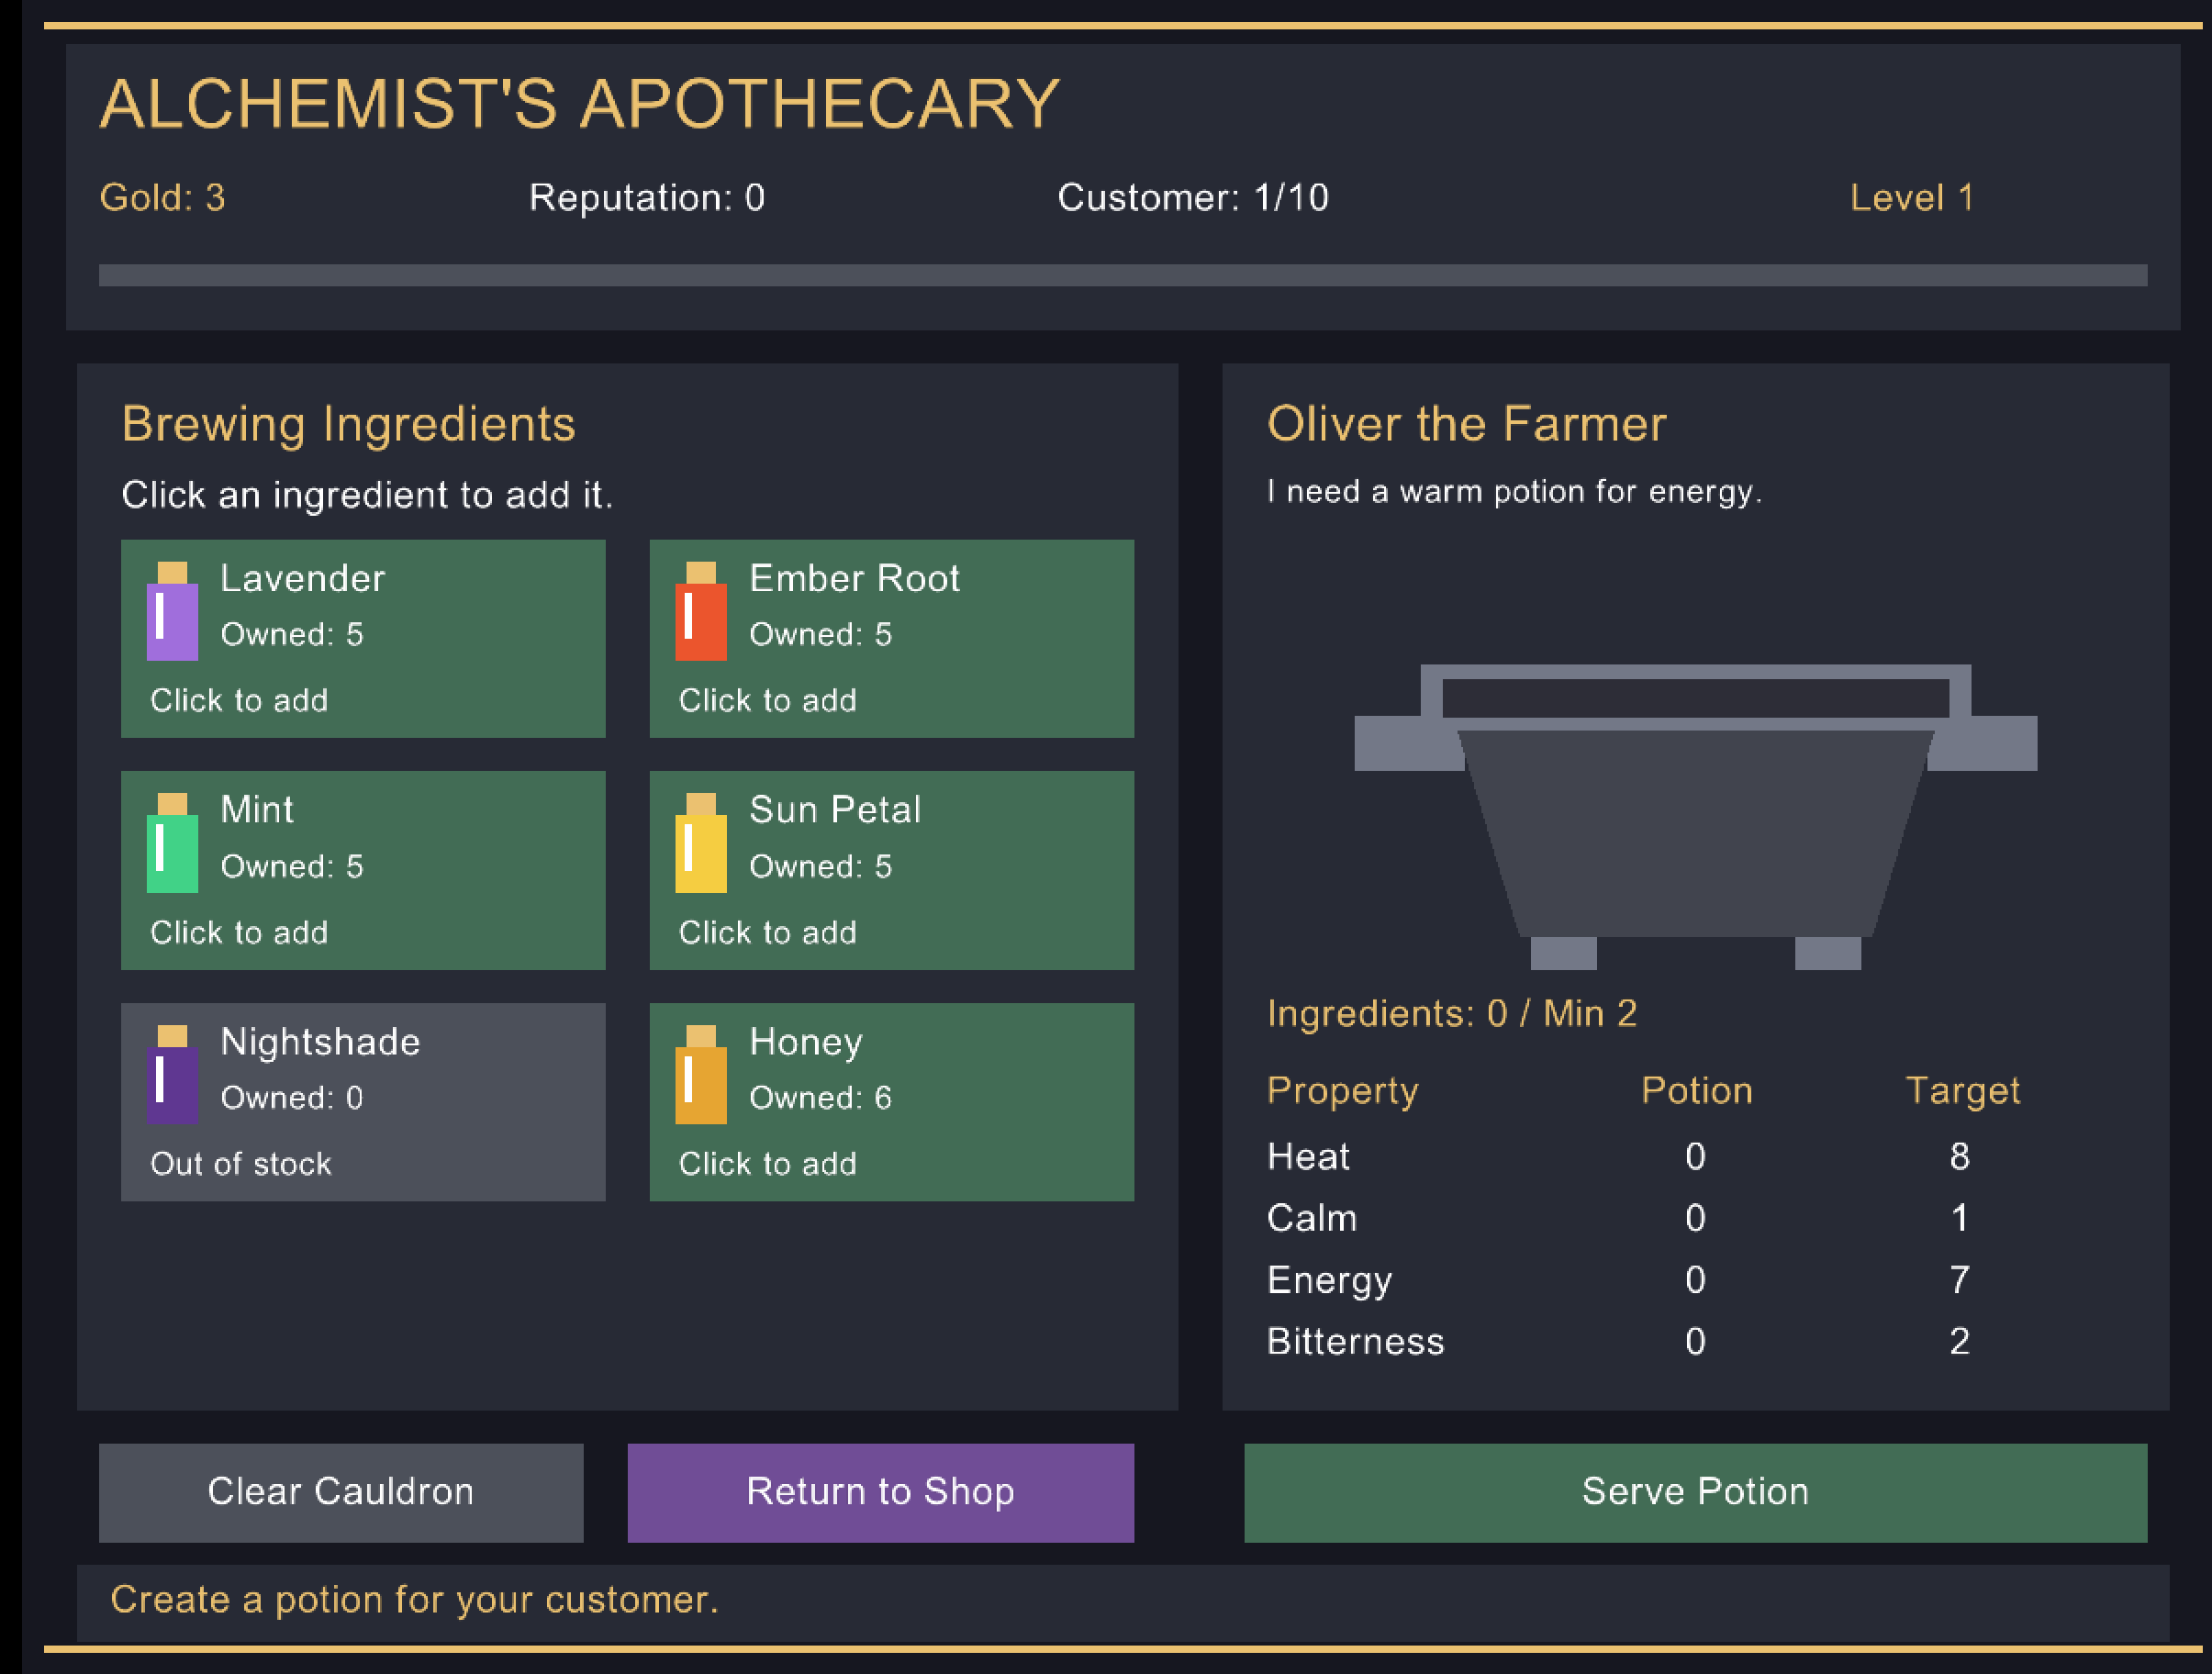 ALCHEMIST'S APOTHECARY
Gold: 3 Reputation: 0 Customer: 1/10 Level 1
Brewing Ingredients
Click an ingredient to add it.
Lavender
Owned: 5
Click to add
Ember Root
Owned: 5
Click to add
Mint
Owned: 5
Click to add
Sun Petal
Owned: 5
Click to add
Nightshade
Owned: 0
Out of stock
Honey
Owned: 6
Click to add
Oliver the Farmer
I need a warm potion for energy.
Ingredients: 0 / Min 2
Property Potion Target
Heat 0 8
Calm 0 1
Energy 0 7
Bitterness 0 2
Clear Cauldron
Return to Shop
Serve Potion
Create a potion for your customer.